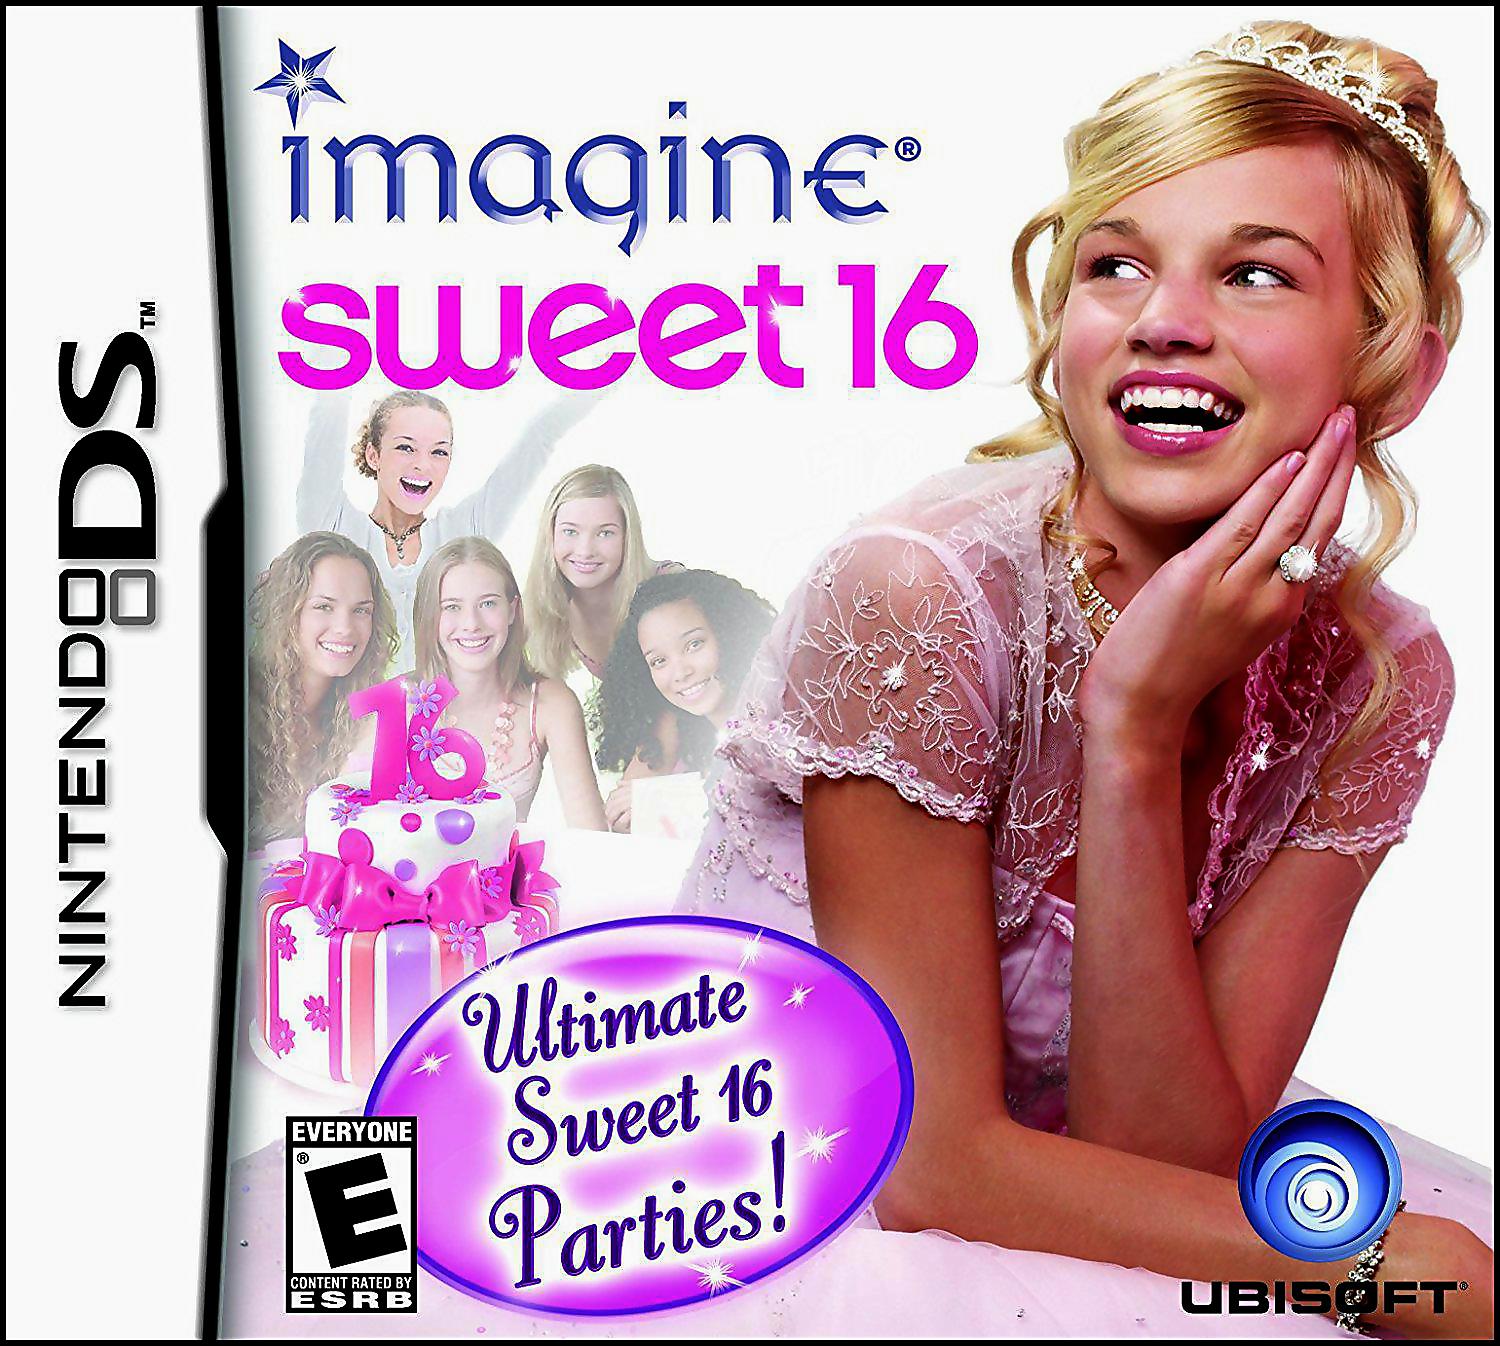 imagine®
sweet 16
NINTENDO DS™
16
Ultimate
Sweet 16
Parties!
EVERYONE
®
E
CONTENT RATED BY
ESRB
UBISOFT®